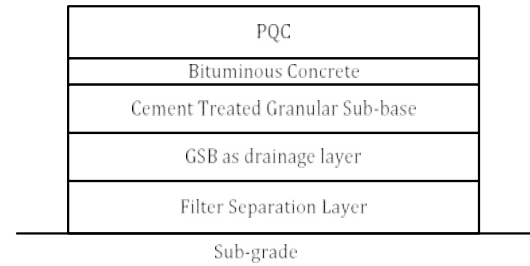 PQC
Bituminous Concrete
Cement Treated Granular Sub-base
GSB as drainage layer
Filter Separation Layer
Sub-grade